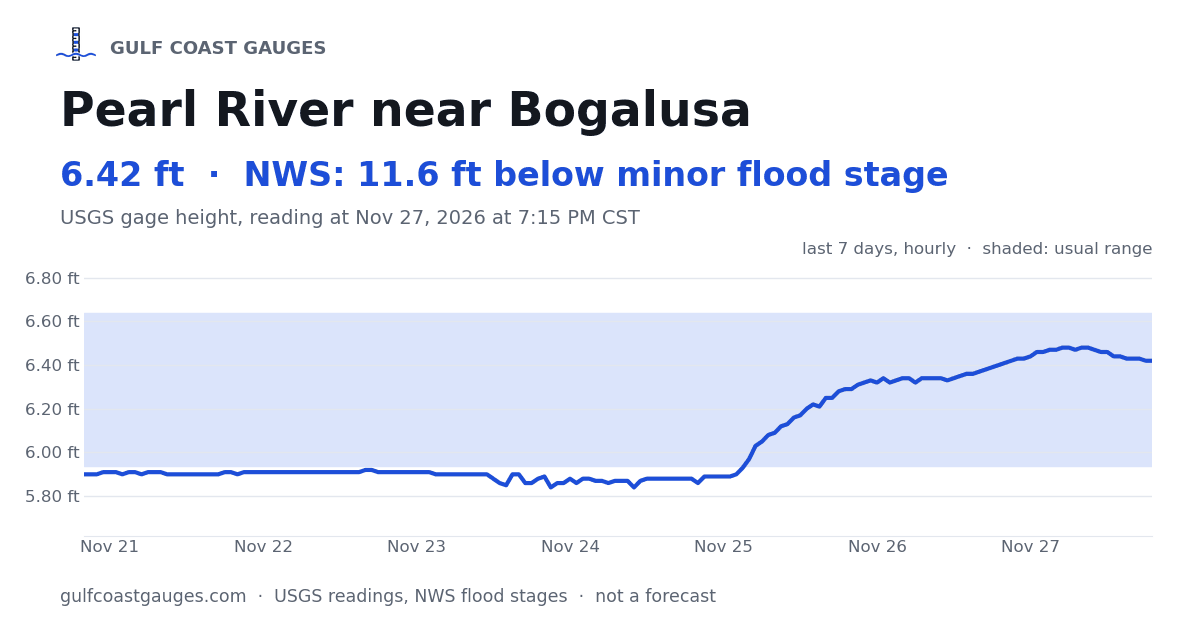 GULF COAST GAUGES
Pearl River near Bogalusa
6.42 ft · NWS: 11.6 ft below minor flood stage
USGS gage height, reading at Nov 27, 2026 at 7:15 PM CST
last 7 days, hourly · shaded: usual range
6.80 ft
6.60 ft
6.40 ft
6.20 ft
6.00 ft
5.80 ft
Nov 21 Nov 22 Nov 23 Nov 24 Nov 25 Nov 26 Nov 27
gulfcoastgauges.com · USGS readings, NWS flood stages · not a forecast